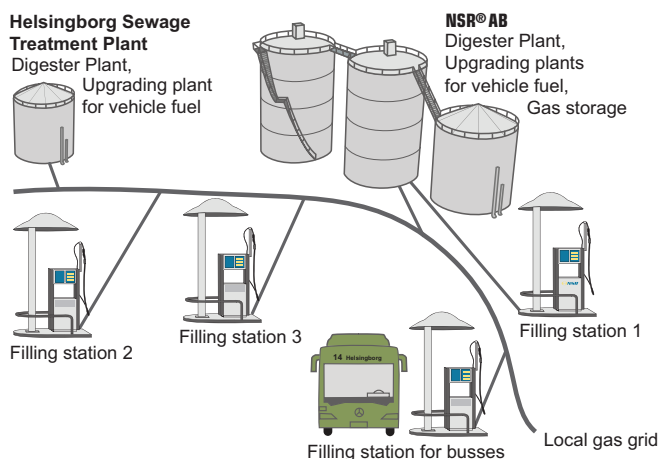 Helsingborg Sewage
Treatment Plant
Digester Plant,
Upgrading plant
for vehicle fuel
NSR® AB
Digester Plant,
Upgrading plants
for vehicle fuel,
Gas storage
Filling station 2
Filling station 3
Filling station 1
14 Helsingborg
Filling station for busses
Local gas grid